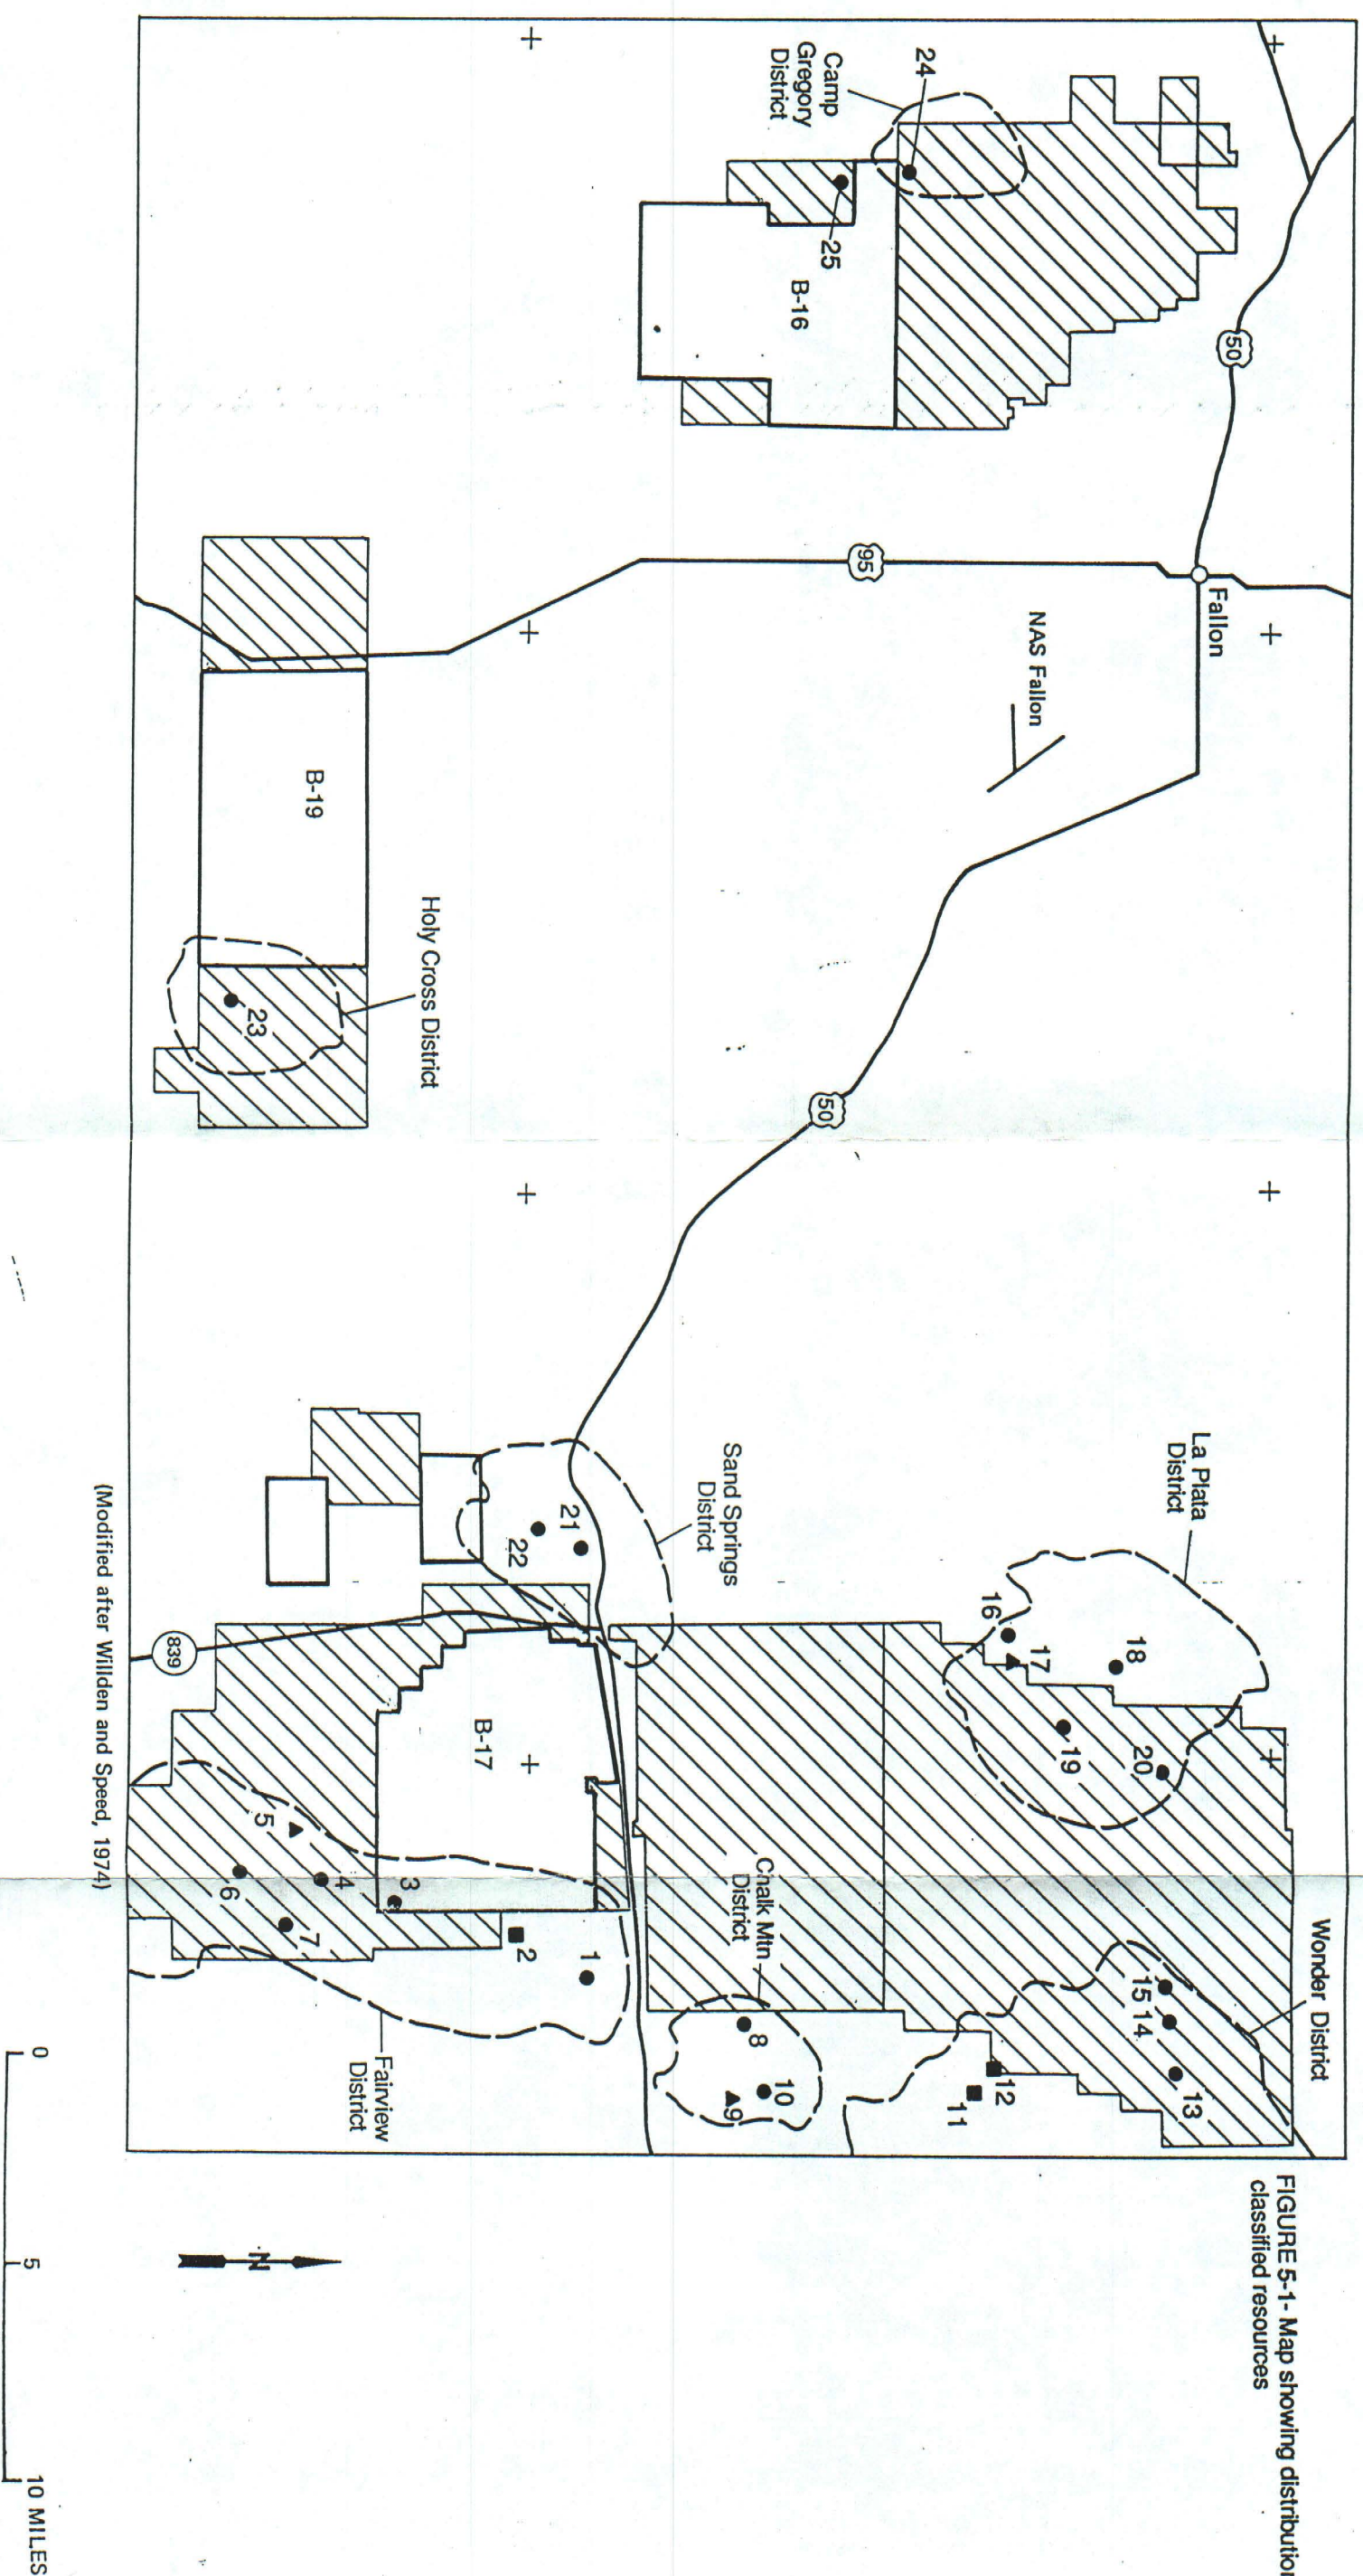 FIGURE 5-1- Map showing distribution
classified resources
50
Fallon
95
NAS Fallon
50
24
Camp
Gregory
District
25
B-16
B-19
Holy Cross District
23
La Plata
District
16
17
18
19
20
Sand Springs
District
21
22
Wonder District
15
14
13
12
11
Chalk Mtn
District
8
10
9
B-17
839
1
2
3
4
5
6
7
Fairview
District
(Modified after Willden and Speed, 1974)
N
0
5
10 MILES